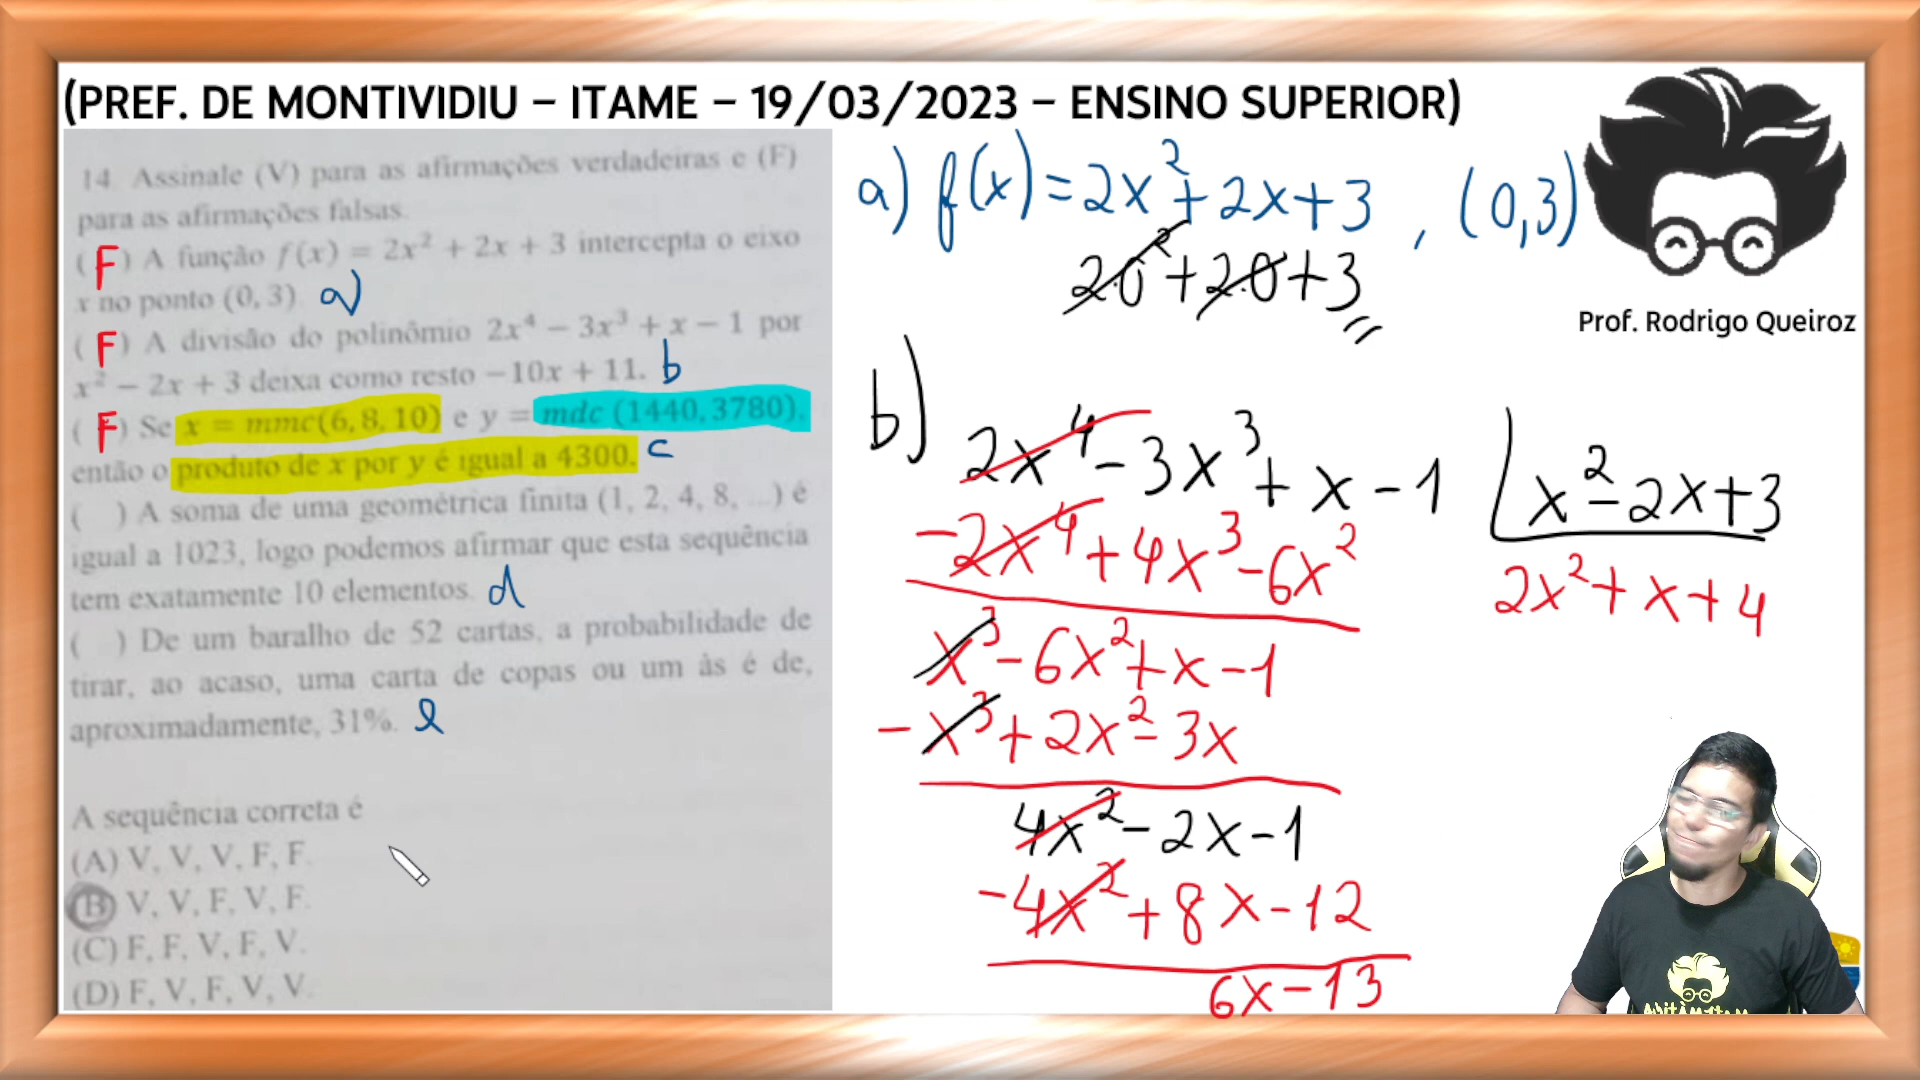 (PREF. DE MONTIVIDIU – ITAME – 19/03/2023 – ENSINO SUPERIOR)
14. Assinale (V) para as afirmações verdadeiras e (F)
para as afirmações falsas.
(F) A função f(x) = 2x² + 2x + 3 intercepta o eixo
x no ponto (0, 3) a)
(F) A divisão do polinômio 2x⁴ − 3x³ + x − 1 por
x² − 2x + 3 deixa como resto −10x + 11. b
(F) Se x = mmc(6, 8, 10) e y = mdc (1440, 3780),
então o produto de x por y é igual a 4300. c
( ) A soma de uma geométrica finita (1, 2, 4, 8, ...) é
igual a 1023, logo podemos afirmar que esta sequência
tem exatamente 10 elementos. d
( ) De um baralho de 52 cartas, a probabilidade de
tirar, ao acaso, uma carta de copas ou um ás é de,
aproximadamente, 31%. e
A sequência correta é
(A) V, V, V, F, F.
(B) V, V, F, V, F.
(C) F, F, V, F, V.
(D) F, V, F, V, V.
a) f(x) = 2x² + 2x + 3 , (0,3)
2.0² + 2.0 + 3
b)
2x⁴ − 3x³ + x − 1 x² − 2x + 3
−2x⁴ + 4x³ − 6x² 2x² + x + 4
x³ − 6x² + x − 1
−x³ + 2x² − 3x
4x² − 2x − 1
−4x² + 8x − 12
6x − 13
Prof. Rodrigo Queiroz